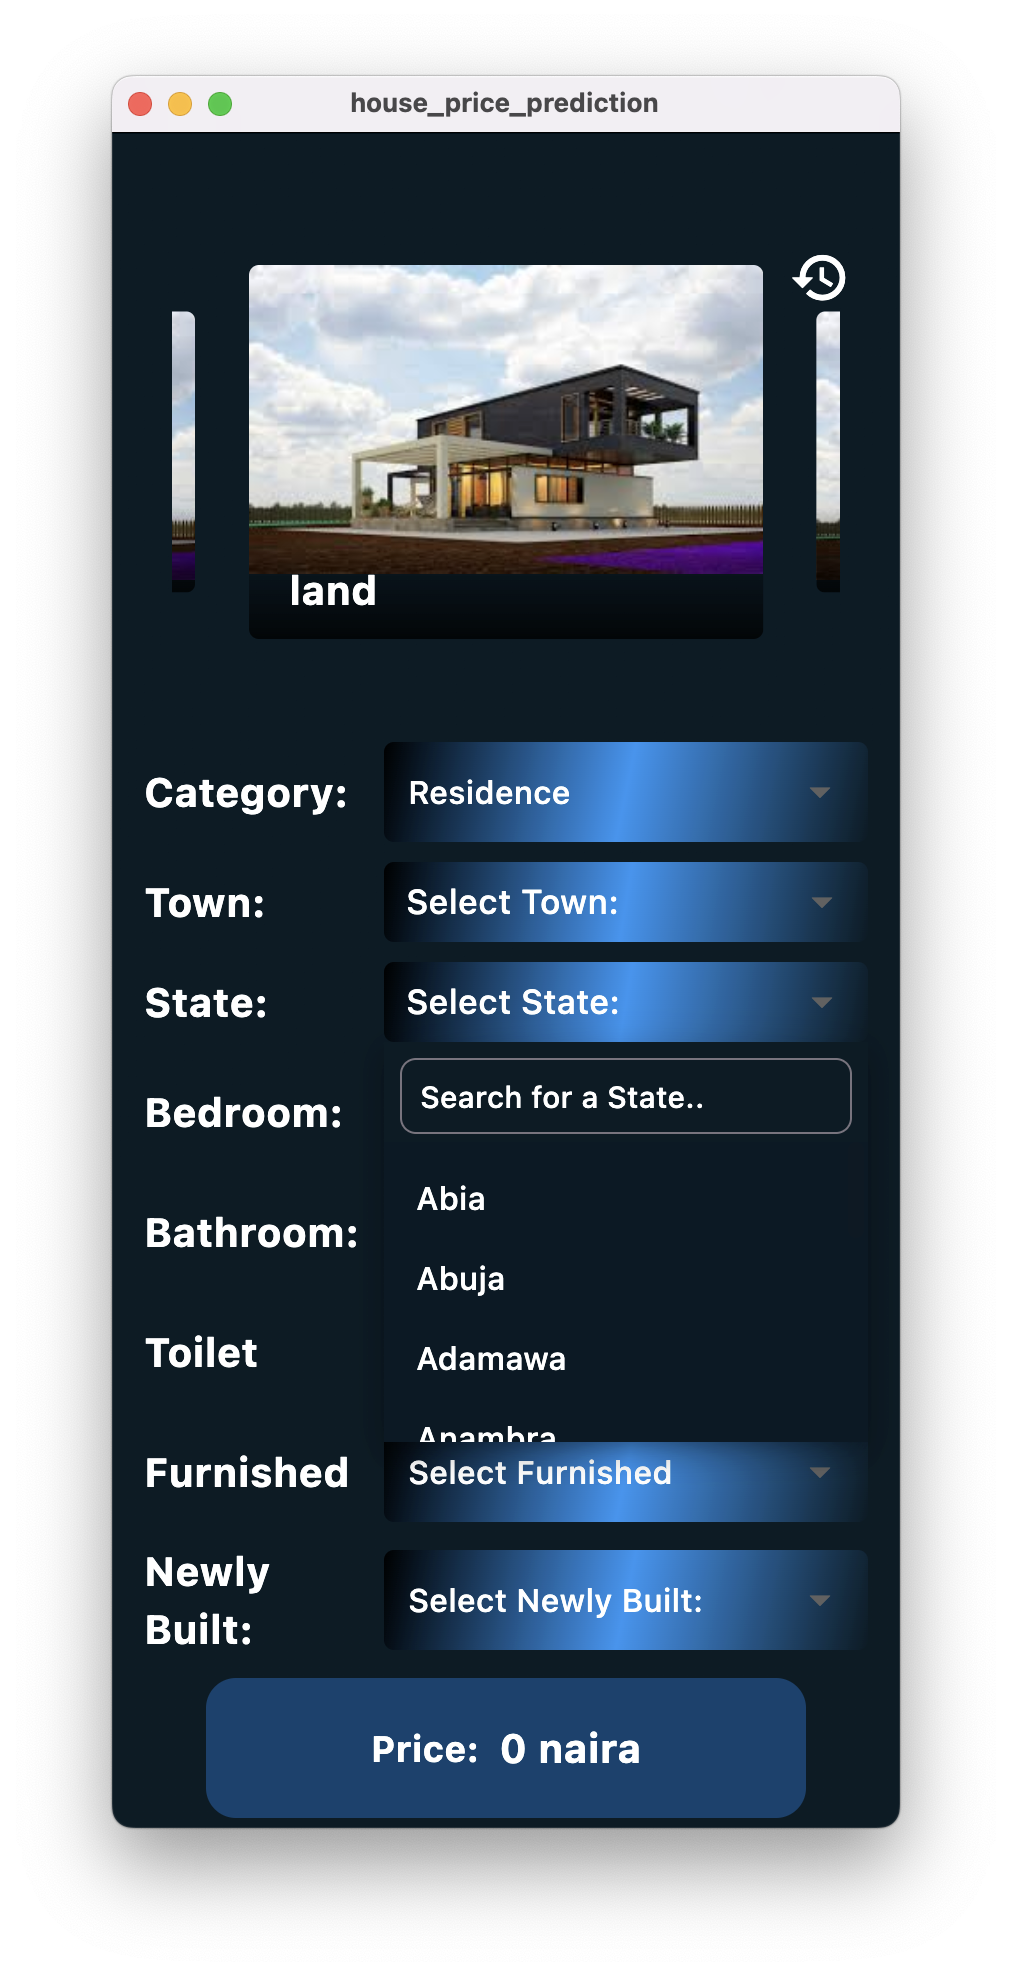 house_price_prediction
land
Category:
Residence
Town:
Select Town:
State:
Select State:
Search for a State..
Bedroom:
Abia
Bathroom:
Abuja
Toilet
Adamawa
Anambra
Furnished
Select Furnished
Newly
Built:
Select Newly Built:
Price: 0 naira